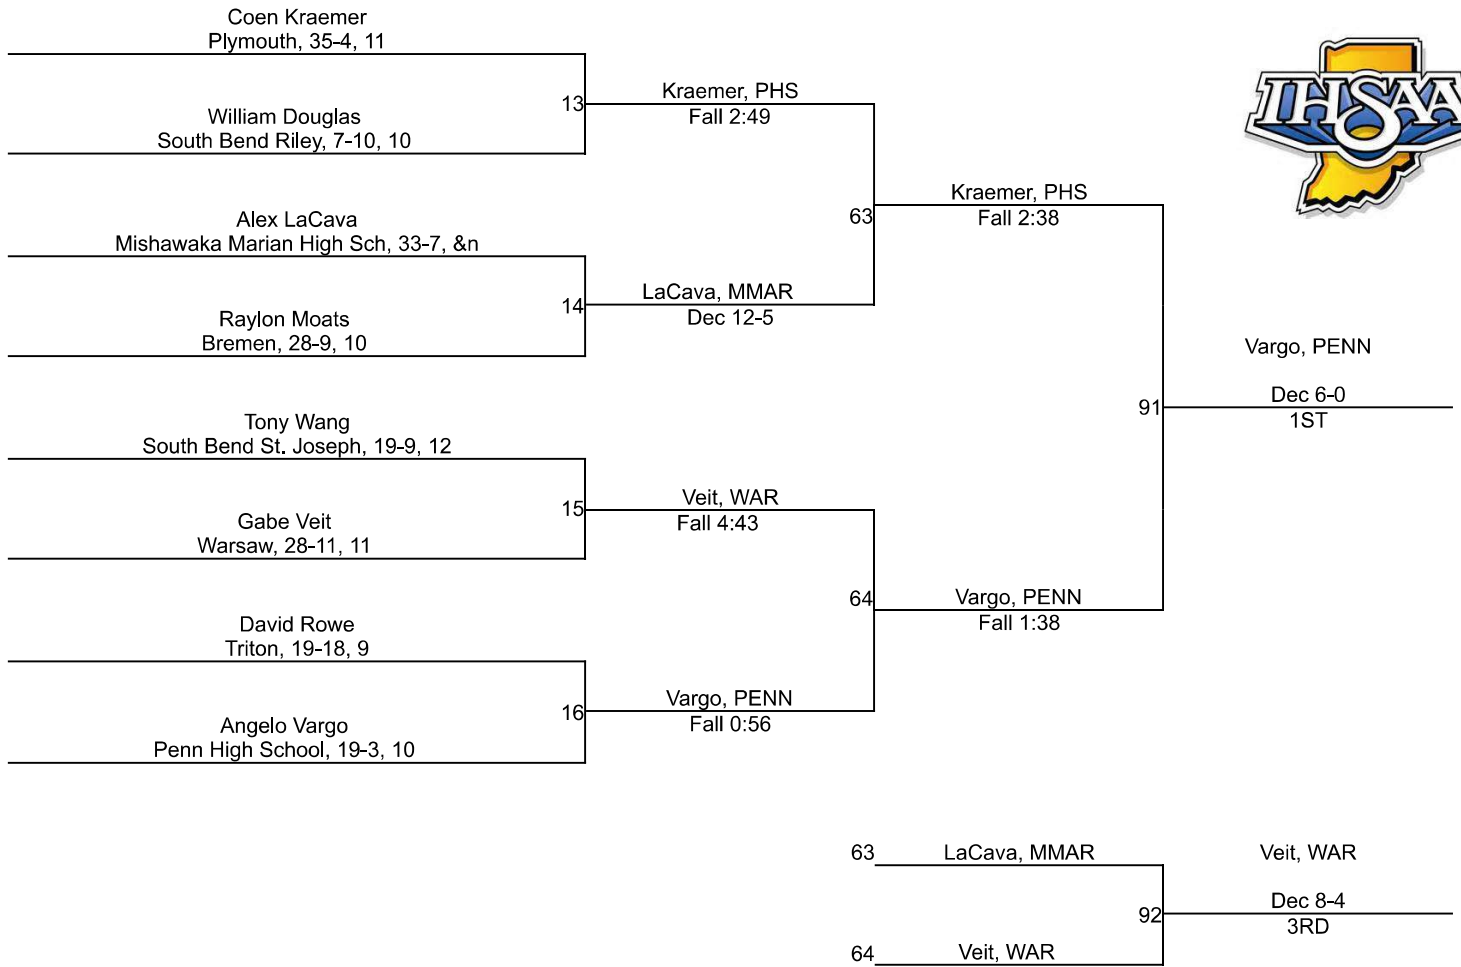 Coen Kraemer
Plymouth, 35-4, 11
13
Kraemer, PHS
Fall 2:49
William Douglas
South Bend Riley, 7-10, 10
IHSAA
63
Kraemer, PHS
Fall 2:38
Alex LaCava
Mishawaka Marian High Sch, 33-7, &n
14
LaCava, MMAR
Dec 12-5
Raylon Moats
Bremen, 28-9, 10
91
Vargo, PENN
Dec 6-0
1ST
Tony Wang
South Bend St. Joseph, 19-9, 12
15
Veit, WAR
Fall 4:43
Gabe Veit
Warsaw, 28-11, 11
64
Vargo, PENN
Fall 1:38
David Rowe
Triton, 19-18, 9
16
Vargo, PENN
Fall 0:56
Angelo Vargo
Penn High School, 19-3, 10
63
LaCava, MMAR
92
Veit, WAR
Dec 8-4
3RD
64
Veit, WAR